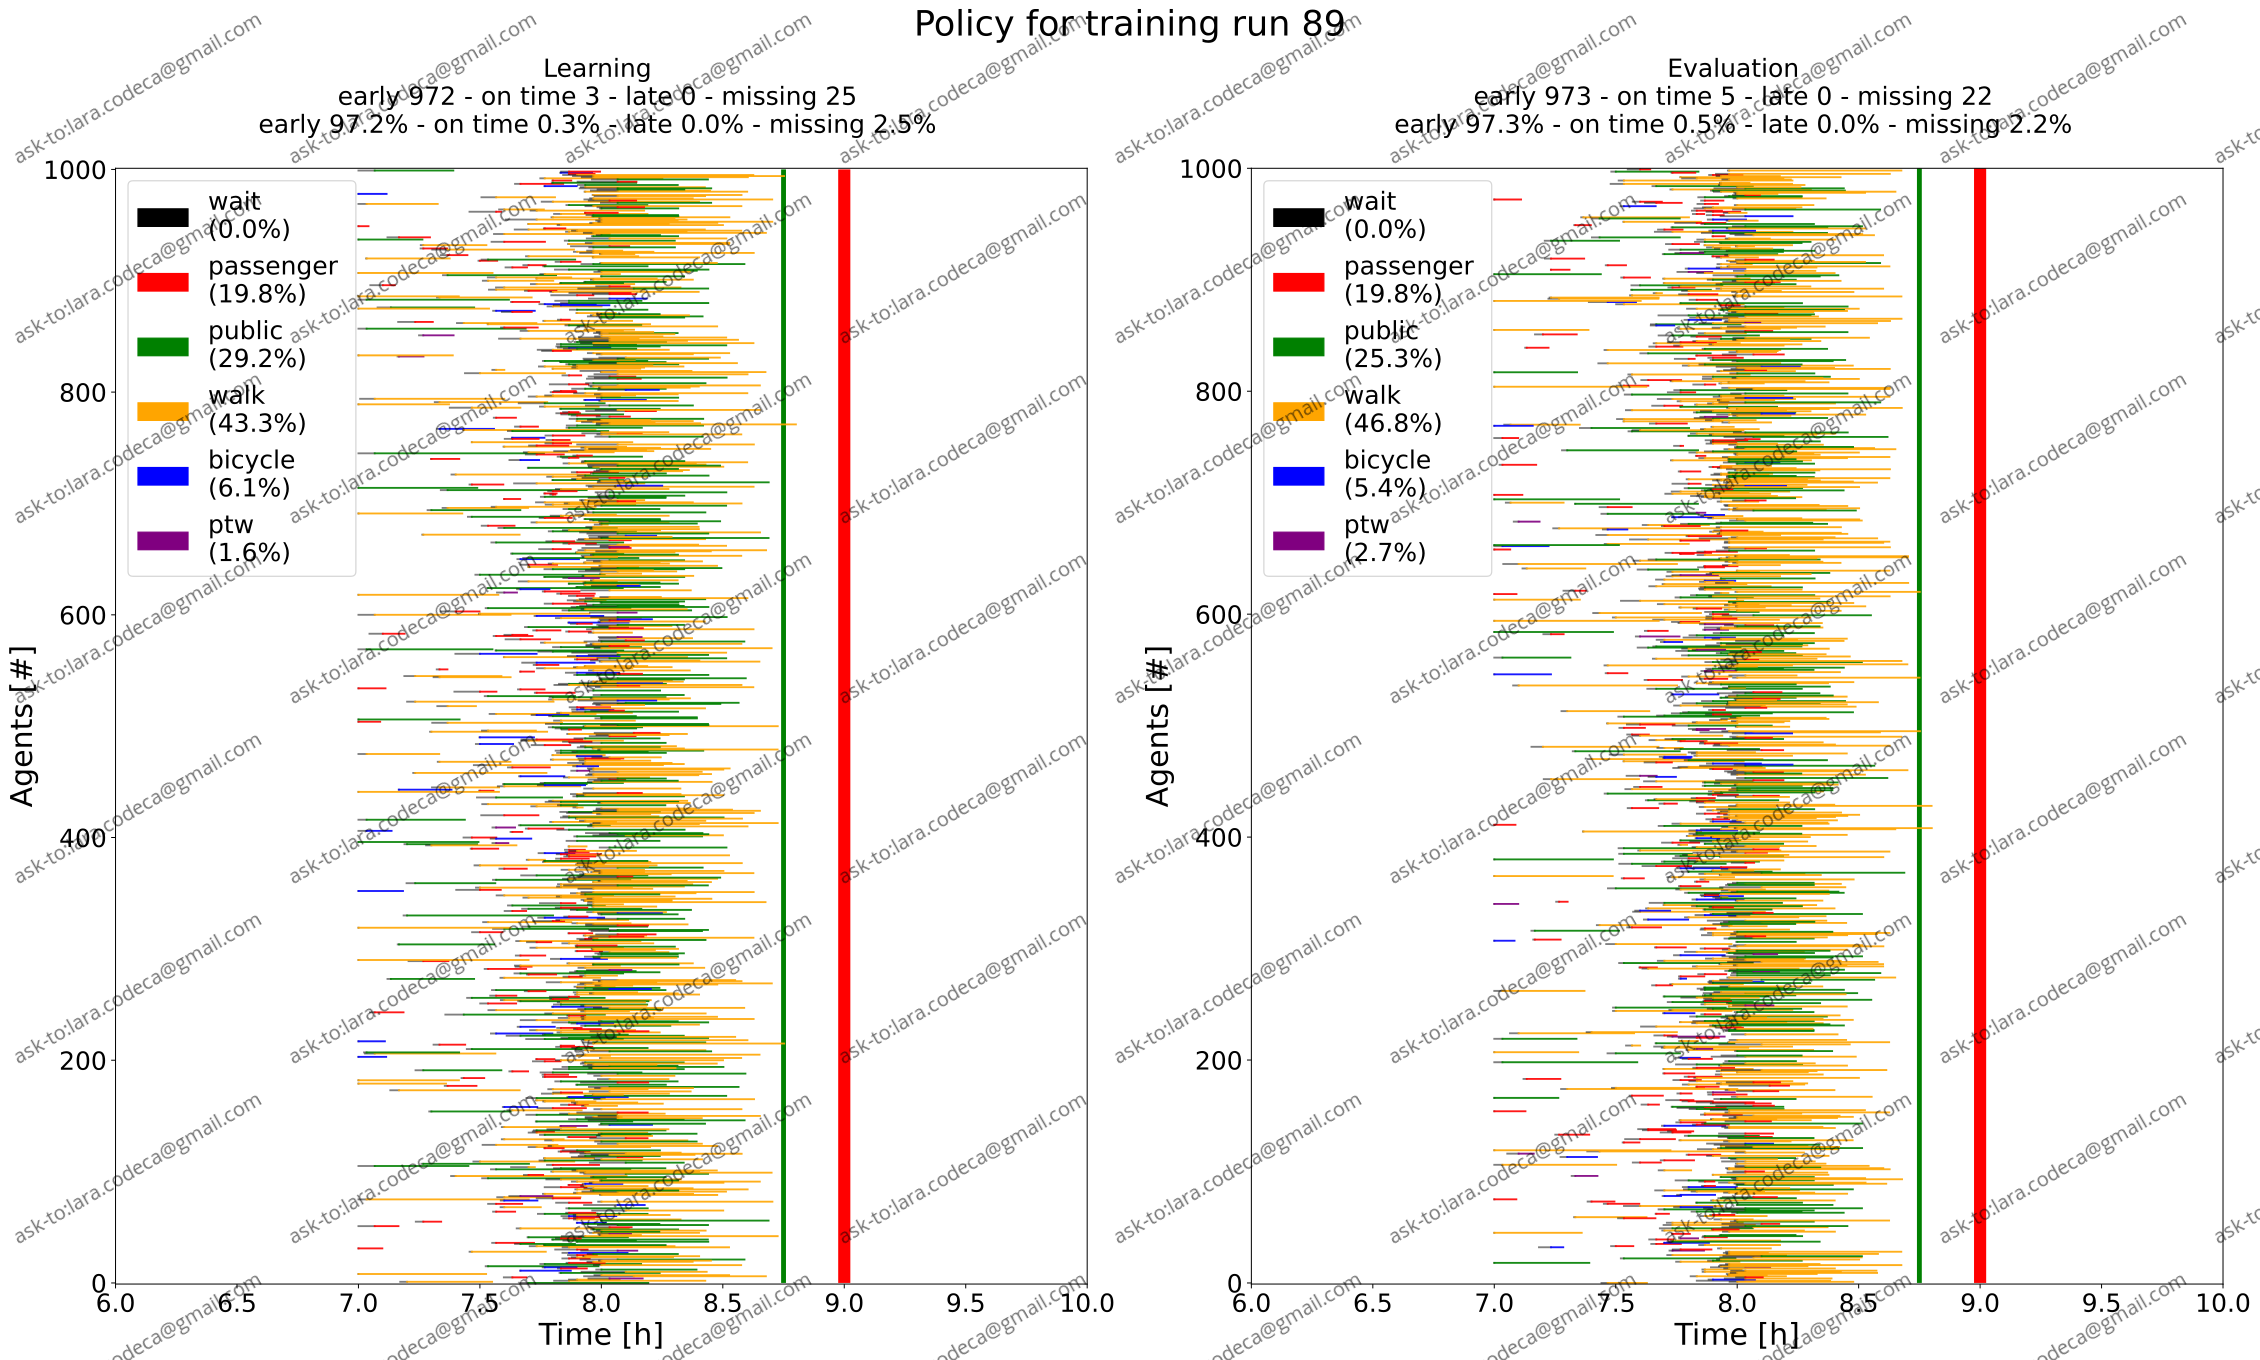 Policy for training run 89
Learning
early 972 - on time 3 - late 0 - missing 25
early 97.2% - on time 0.3% - late 0.0% - missing 2.5%
Agents [#]
1000
800
600
400
200
0
wait
(0.0%)
passenger
(19.8%)
public
(29.2%)
walk
(43.3%)
bicycle
(6.1%)
ptw
(1.6%)
6.0 6.5 7.0 7.5 8.0 8.5 9.0 9.5 10.0
Time [h]
Evaluation
early 973 - on time 5 - late 0 - missing 22
early 97.3% - on time 0.5% - late 0.0% - missing 2.2%
Agents [#]
1000
800
600
400
200
0
wait
(0.0%)
passenger
(19.8%)
public
(25.3%)
walk
(46.8%)
bicycle
(5.4%)
ptw
(2.7%)
6.0 6.5 7.0 7.5 8.0 8.5 9.0 9.5 10.0
Time [h]
ask-to:lara.codeca@gmail.com